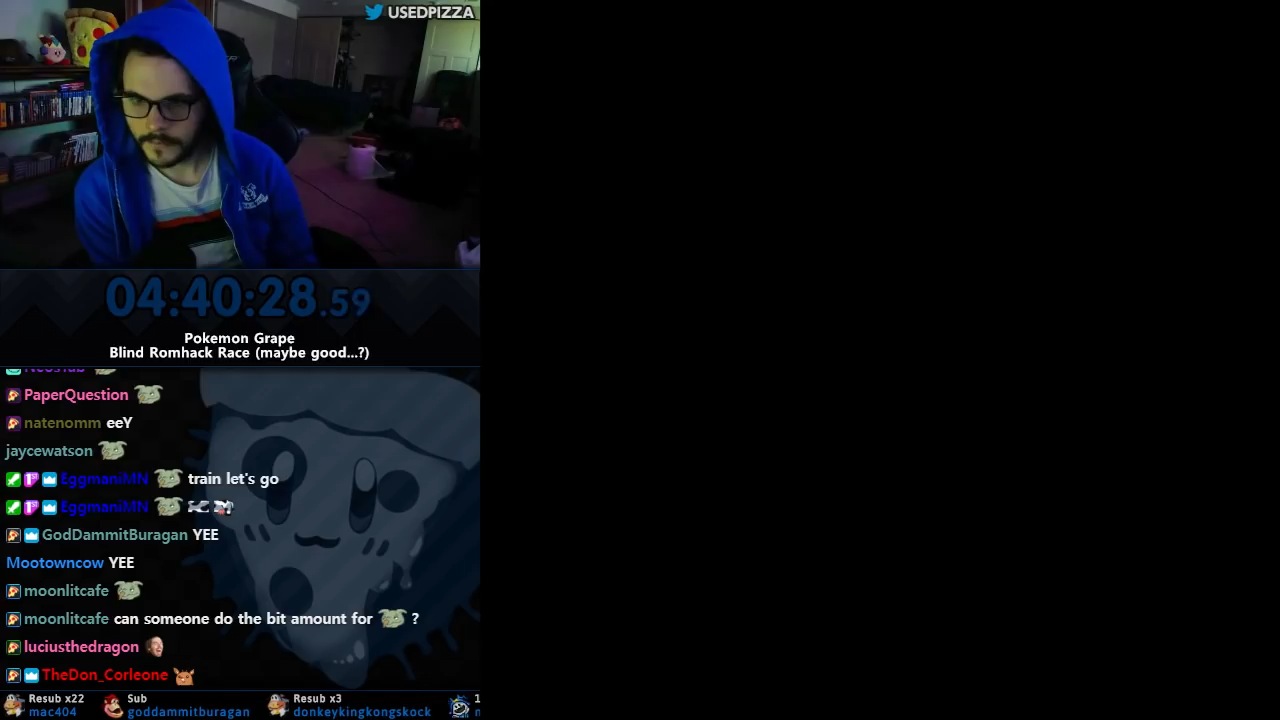 USEDPIZZA
04:40:28.59
Pokemon Grape
Blind Romhack Race (maybe good...?)
PaperQuestion
natenomm eeY
jaycewatson
EggmaniMN train let's go
EggmaniMN
GodDammitBuragan YEE
Mootowncow YEE
moonlitcafe
moonlitcafe can someone do the bit amount for ?
luciusthedragon
TheDon_Corleone
Resub x22
mac404
Sub
goddammitburagan
Resub x3
donkeykingkongskock